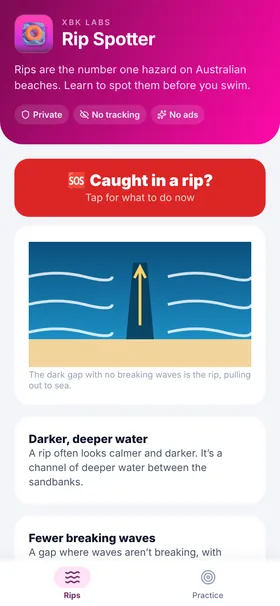 XBK LABS
Rip Spotter
Rips are the number one hazard on Australian
beaches. Learn to spot them before you swim.
Private
No tracking
No ads
🆘 Caught in a rip?
Tap for what to do now
The dark gap with no breaking waves is the rip, pulling
out to sea.
Darker, deeper water
A rip often looks calmer and darker. It’s a
channel of deeper water between the
sandbanks.
Fewer breaking waves
A gap where waves aren’t breaking, with
Rips
Practice